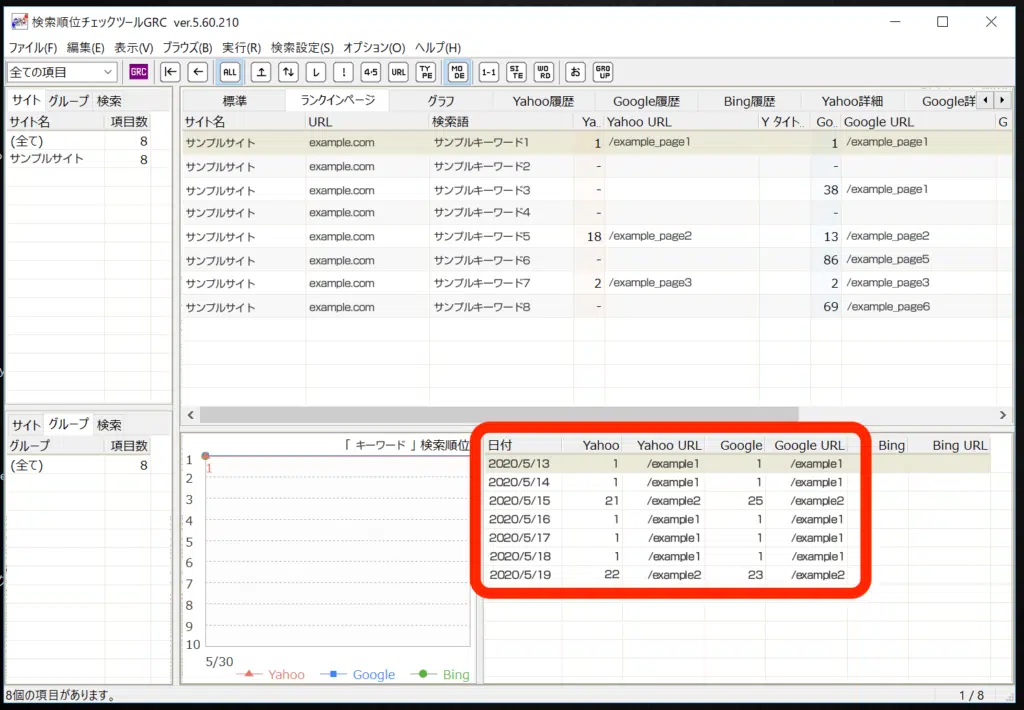 検索順位チェックツールGRC ver.5.60.210
ファイル(F) 編集(E) 表示(V) ブラウズ(B) 実行(R) 検索設定(S) オプション(O) ヘルプ(H)
全ての項目 GRC ALL ! 4-5 URL TYPE MODE 1-1 SITE WORD お GROUP
サイト グループ 検索
サイト名 項目数
(全て) 8
サンプルサイト 8
標準 ランクインページ グラフ Yahoo履歴 Google履歴 Bing履歴 Yahoo詳細 Google詳
サイト名 URL 検索語 Ya.. Yahoo URL Y タイト.. Go.. Google URL G
サンプルサイト example.com サンプルキーワード1 1 /example_page1 1 /example_page1
サンプルサイト example.com サンプルキーワード2 - -
サンプルサイト example.com サンプルキーワード3 - 38 /example_page1
サンプルサイト example.com サンプルキーワード4 - -
サンプルサイト example.com サンプルキーワード5 18 /example_page2 13 /example_page2
サンプルサイト example.com サンプルキーワード6 - 86 /example_page5
サンプルサイト example.com サンプルキーワード7 2 /example_page3 2 /example_page3
サンプルサイト example.com サンプルキーワード8 - 69 /example_page6
サイト グループ 検索
グループ 項目数
(全て) 8
「 キーワード 」検索順位
1
1
2
3
4
5
6
7
8
9
10
5/30
Yahoo Google Bing
日付 Yahoo Yahoo URL Google Google URL Bing Bing URL
2020/5/13 1 /example1 1 /example1
2020/5/14 1 /example1 1 /example1
2020/5/15 21 /example2 25 /example2
2020/5/16 1 /example1 1 /example1
2020/5/17 1 /example1 1 /example1
2020/5/18 1 /example1 1 /example1
2020/5/19 22 /example2 23 /example2
8個の項目があります。 1 / 8